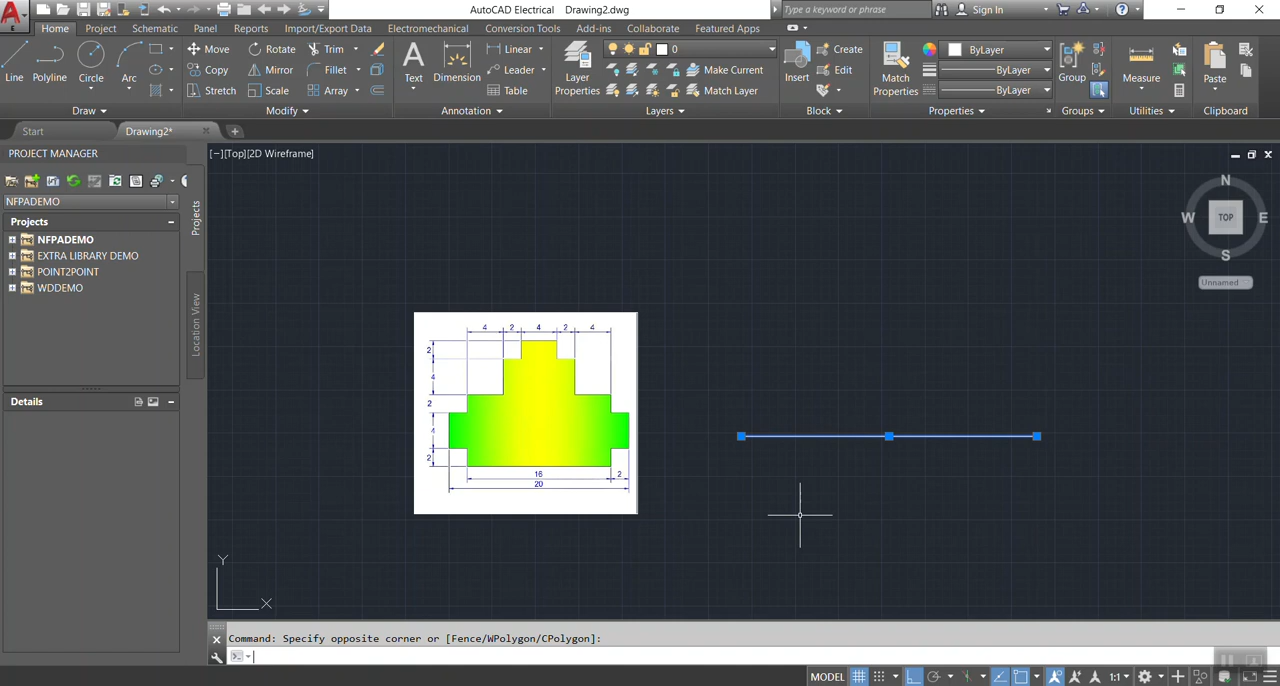 AutoCAD Electrical Drawing2.dwg
Type a keyword or phrase
Sign In
Home Project Schematic Panel Reports Import/Export Data Electromechanical Conversion Tools Add-ins Collaborate Featured Apps
Line Polyline Circle Arc
Move Rotate Trim
Copy Mirror Fillet
Stretch Scale Array
Text Dimension
Linear
Leader
Table
Layer Properties
0
Make Current
Match Layer
Insert
Create
Edit
Match Properties
ByLayer
ByLayer
ByLayer
Group
Measure
Paste
Draw Modify Annotation Layers Block Properties Groups Utilities Clipboard
Start Drawing2*
PROJECT MANAGER
NFPADEMO
Projects
NFPADEMO
EXTRA LIBRARY DEMO
POINT2POINT
WDDEMO
Details
Projects
Location View
[−][Top][2D Wireframe]
4 2 4 2 4
2
4
2
4
2
16 2
20
N
W TOP E
S
Unnamed
Y
X
Command: Specify opposite corner or [Fence/WPolygon/CPolygon]:
MODEL 1:1